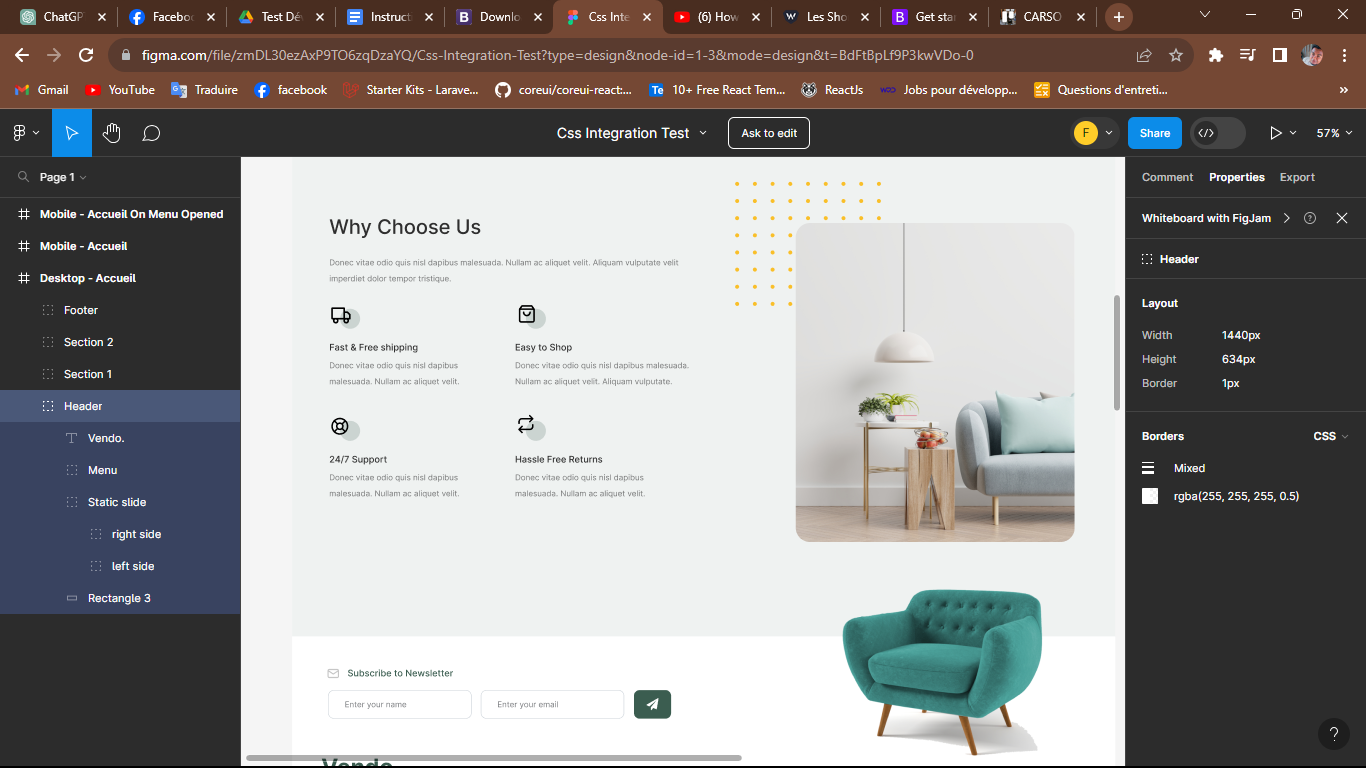 ChatGP
Facebo
Test Dé
Instruct
Downlo
Css Inte
(6) How
Les Sho
Get sta
CARSO
figma.com/file/zmDL30ezAxP9TO6zqDzaYQ/Css-Integration-Test?type=design&node-id=1-3&mode=design&t=BdFtBpLf9P3kwVDo-0
Gmail
YouTube
Traduire
facebook
Starter Kits - Larave...
coreui/coreui-react:...
Te
10+ Free React Tem...
ReactJs
Jobs pour développ...
Questions d'entreti...
»
Css Integration Test
Ask to edit
F
Share
57%
Page 1
Mobile - Accueil On Menu Opened
Mobile - Accueil
Desktop - Accueil
Footer
Section 2
Section 1
Header
Vendo.
Menu
Static slide
right side
left side
Rectangle 3
Why Choose Us
Donec vitae odio quis nisl dapibus malesuada. Nullam ac aliquet velit. Aliquam vulputate velit
imperdiet dolor tempor tristique.
Fast & Free shipping
Donec vitae odio quis nisl dapibus
malesuada. Nullam ac aliquet velit.
Easy to Shop
Donec vitae odio quis nisl dapibus malesuada.
Nullam ac aliquet velit. Aliquam vulputate.
24/7 Support
Donec vitae odio quis nisl dapibus
malesuada. Nullam ac aliquet velit.
Hassle Free Returns
Donec vitae odio quis nisl dapibus
malesuada. Nullam ac aliquet velit.
Subscribe to Newsletter
Enter your name
Enter your email
Vendo
Comment
Properties
Export
Whiteboard with FigJam
?
Header
Layout
Width 1440px
Height 634px
Border 1px
Borders
CSS
Mixed
rgba(255, 255, 255, 0.5)
?